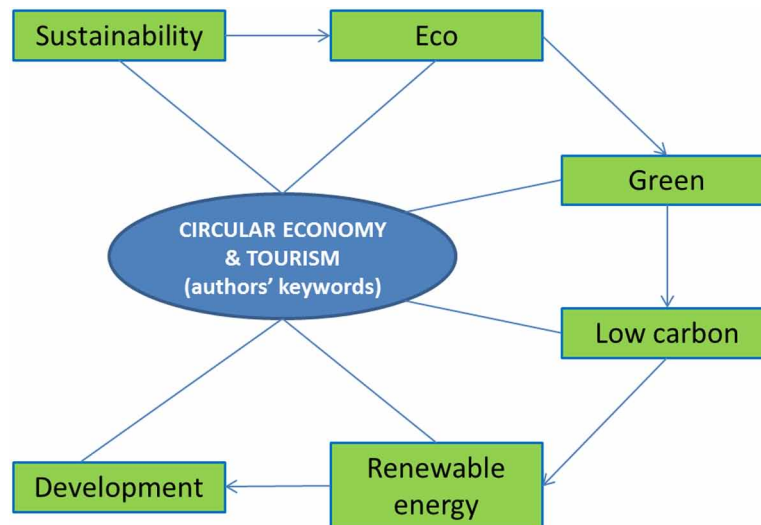 Sustainability
Eco
Green
CIRCULAR ECONOMY
& TOURISM
(authors' keywords)
Low carbon
Renewable
energy
Development